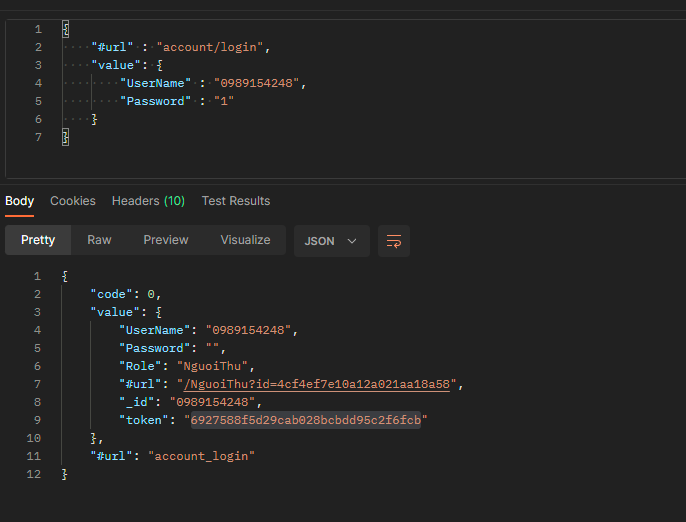 1 {
2 "#url" : "account/login",
3 "value": {
4 "UserName" : "0989154248",
5 "Password" : "1"
6 }
7 }
Body Cookies Headers (10) Test Results
Pretty Raw Preview Visualize JSON
1 {
2 "code": 0,
3 "value": {
4 "UserName": "0989154248",
5 "Password": "",
6 "Role": "NguoiThu",
7 "#url": "/NguoiThu?id=4cf4ef7e10a12a021aa18a58",
8 "_id": "0989154248",
9 "token": "6927588f5d29cab028bcbdd95c2f6fcb"
10 },
11 "#url": "account_login"
12 }